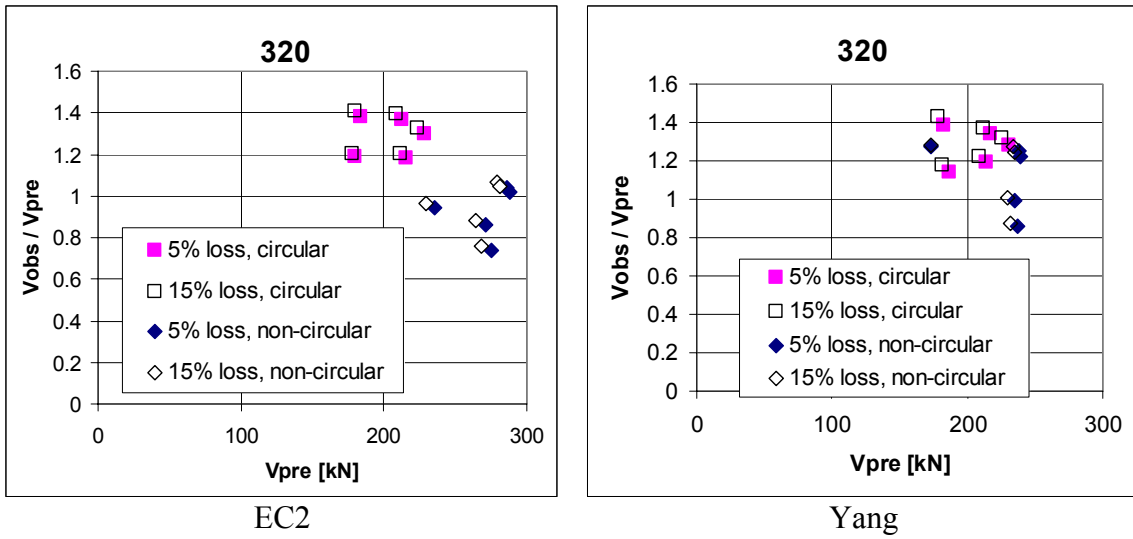 320
Vobs / Vpre
1.6
1.4
1.2
1
0.8
0.6
0.4
0.2
0
5% loss, circular
15% loss, circular
5% loss, non-circular
15% loss, non-circular
0 100 200 300
Vpre [kN]
EC2
320
Vobs / Vpre
1.6
1.4
1.2
1
0.8
0.6
0.4
0.2
0
5% loss, circular
15% loss, circular
5% loss, non-circular
15% loss, non-circular
0 100 200 300
Vpre [kN]
Yang